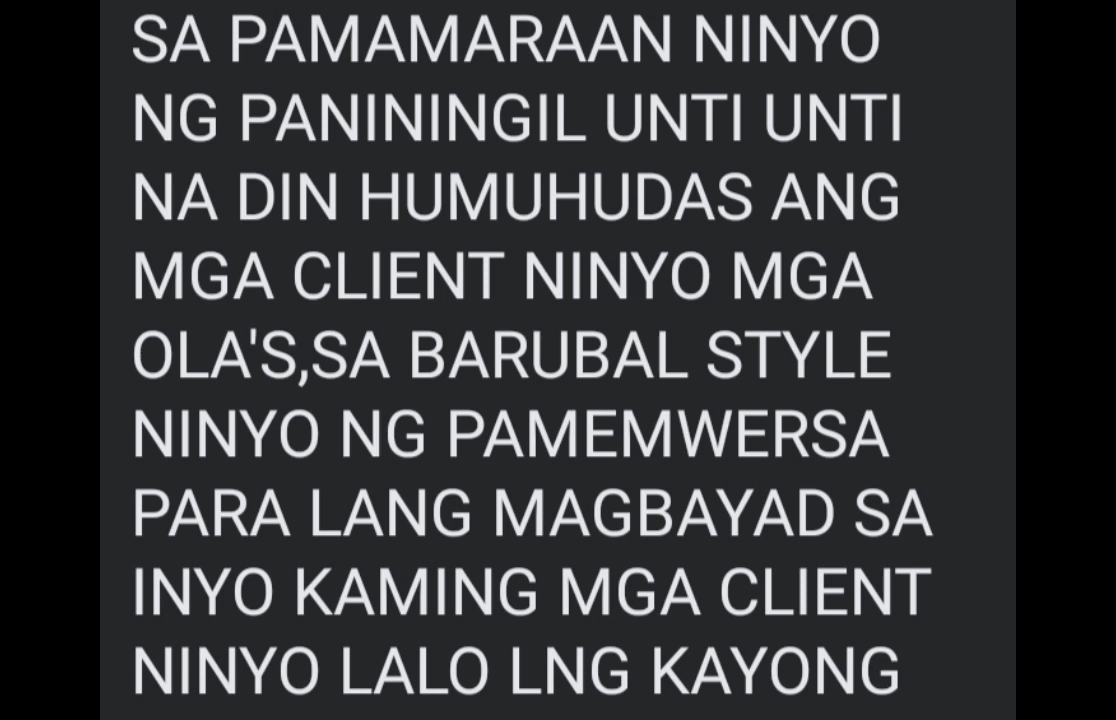 SA PAMAMARAAN NINYO
NG PANININGIL UNTI UNTI
NA DIN HUMUHUDAS ANG
MGA CLIENT NINYO MGA
OLA'S,SA BARUBAL STYLE
NINYO NG PAMEMWERSA
PARA LANG MAGBAYAD SA
INYO KAMING MGA CLIENT
NINYO LALO LNG KAYONG